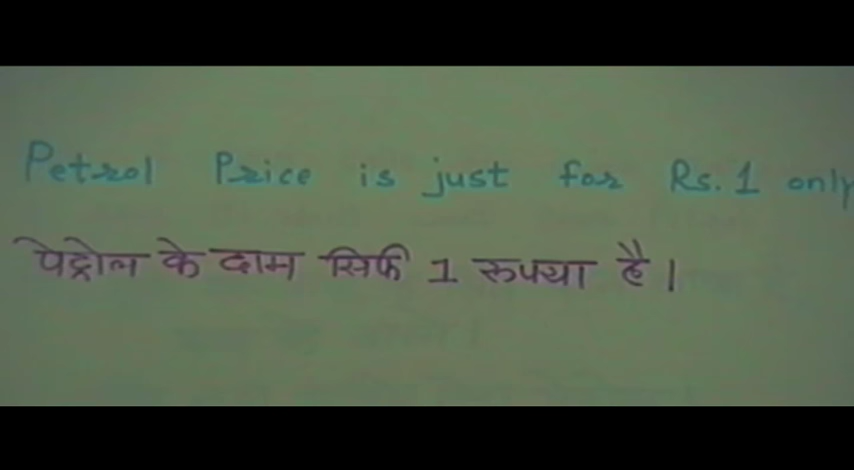 Petrol Price is just for Rs. 1 only
पेट्रोल के दाम सिर्फ 1 रुपया है।